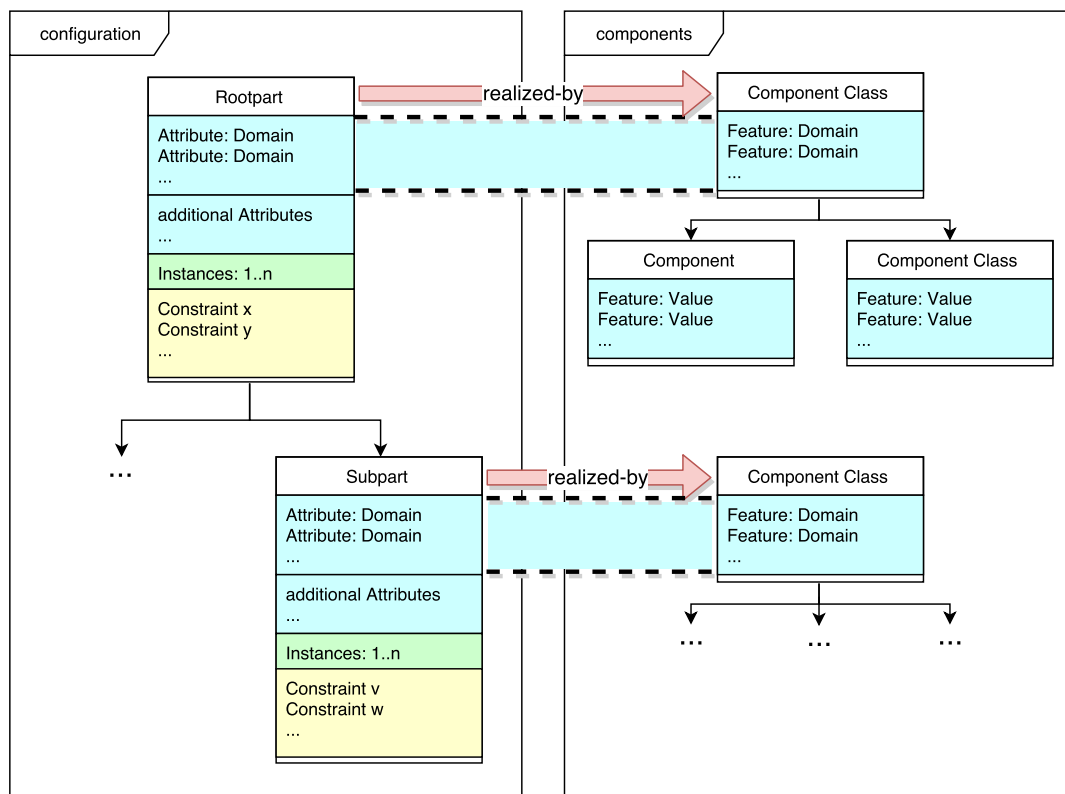 configuration
components
Rootpart
Attribute: Domain
Attribute: Domain
...
additional Attributes
...
Instances: 1..n
Constraint x
Constraint y
...
realized-by
Component Class
Feature: Domain
Feature: Domain
...
Component
Feature: Value
Feature: Value
...
Component Class
Feature: Value
Feature: Value
...
...
Subpart
Attribute: Domain
Attribute: Domain
...
additional Attributes
...
Instances: 1..n
Constraint v
Constraint w
...
realized-by
Component Class
Feature: Domain
Feature: Domain
...
...
...
...